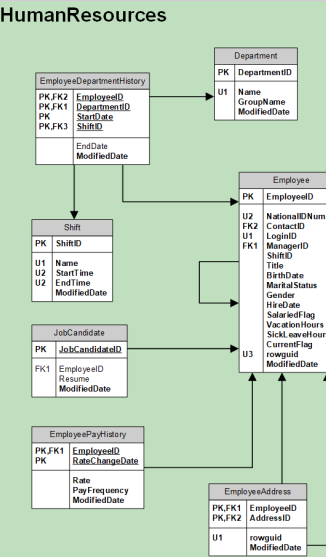 HumanResources
Department
PK DepartmentID
U1 Name
GroupName
ModifiedDate
EmployeeDepartmentHistory
PK,FK2 EmployeeID
PK,FK1 DepartmentID
PK StartDate
PK,FK3 ShiftID
EndDate
ModifiedDate
Employee
PK EmployeeID
U2 NationalIDNum
FK2 ContactID
U1 LoginID
FK1 ManagerID
ShiftID
Title
BirthDate
MaritalStatus
Gender
HireDate
SalariedFlag
VacationHours
SickLeaveHour
CurrentFlag
U3 rowguid
ModifiedDate
Shift
PK ShiftID
U1 Name
U2 StartTime
U2 EndTime
ModifiedDate
JobCandidate
PK JobCandidateID
FK1 EmployeeID
Resume
ModifiedDate
EmployeePayHistory
PK,FK1 EmployeeID
PK RateChangeDate
Rate
PayFrequency
ModifiedDate
EmployeeAddress
PK,FK1 EmployeeID
PK,FK2 AddressID
U1 rowguid
ModifiedDate